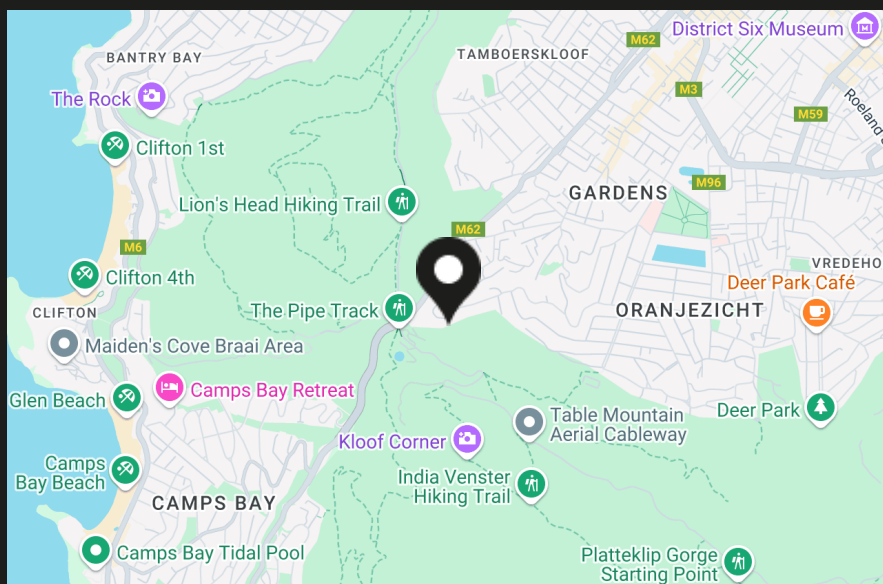 District Six Museum
M62
BANTRY BAY
TAMBOERSKLOOF
M3
The Rock
M59
Roeland
Clifton 1st
M96
GARDENS
Lion's Head Hiking Trail
M62
M6
VREDEHO
Clifton 4th
Deer Park Café
CLIFTON
The Pipe Track
ORANJEZICHT
Maiden's Cove Braai Area
Camps Bay Retreat
Glen Beach
Deer Park
Table Mountain
Aerial Cableway
Kloof Corner
Camps
Bay Beach
India Venster
Hiking Trail
CAMPS BAY
Camps Bay Tidal Pool
Platteklip Gorge
Starting Point